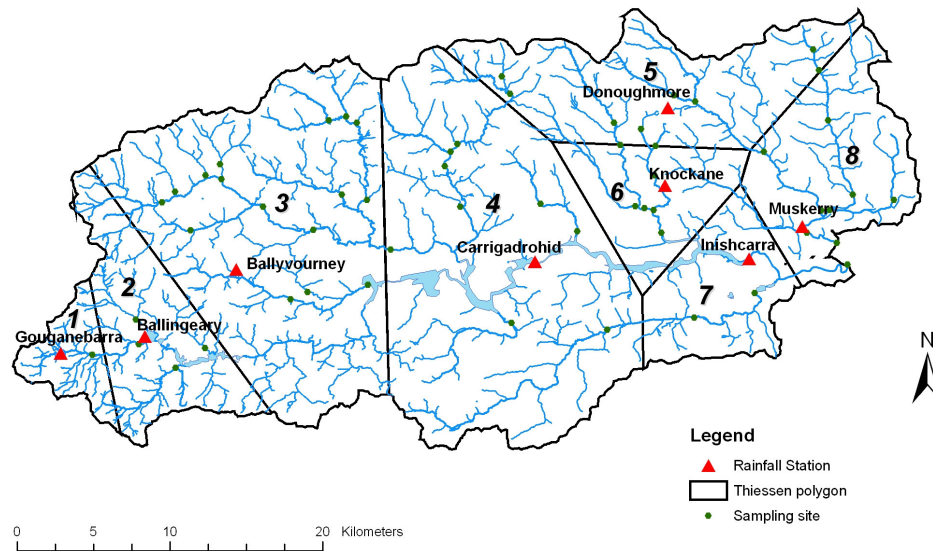 5
Donoughmore
8
3
6
Knockane
4
Muskerry
Carrigadrohid
Inishcarra
Ballyvourney
2
7
1
Ballingeary
Gouganebarra
N
Legend
Rainfall Station
Thiessen polygon
Sampling site
0 5 10 20 Kilometers